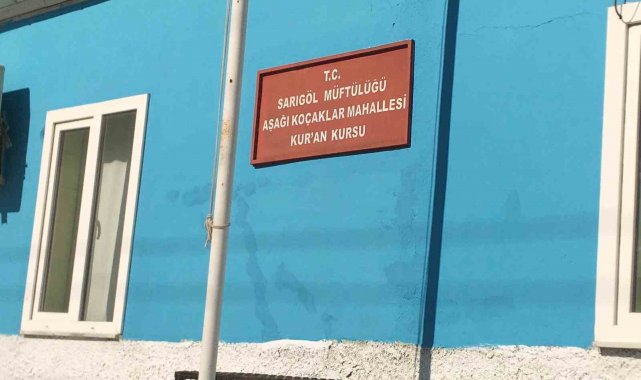 T.C.
SARIGÖL MÜFTÜLÜĞÜ
AŞAĞI KOÇAKLAR MAHALLESİ
KUR'AN KURSU